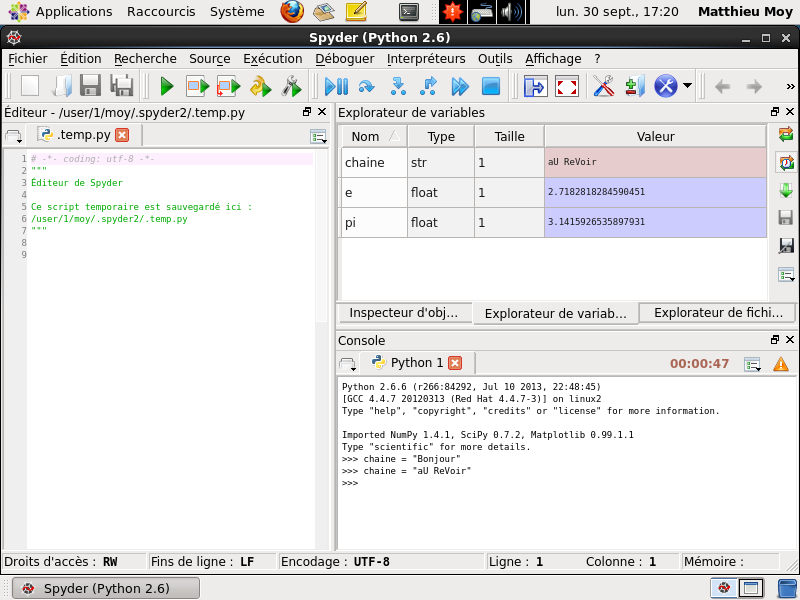 Applications Raccourcis Système lun. 30 sept., 17:20 Matthieu Moy
Spyder (Python 2.6)
Fichier Édition Recherche Source Exécution Déboguer Interpréteurs Outils Affichage ?
Éditeur - /user/1/moy/.spyder2/.temp.py
.temp.py
1 # -*- coding: utf-8 -*-
2 """
3 Éditeur de Spyder
4
5 Ce script temporaire est sauvegardé ici :
6 /user/1/moy/.spyder2/.temp.py
7 """
8
9
Explorateur de variables
Nom Type Taille Valeur
chaine str 1 aU ReVoir
e float 1 2.7182818284590451
pi float 1 3.1415926535897931
Inspecteur d'obj... Explorateur de variab... Explorateur de fichi...
Console
Python 1 00:00:47
Python 2.6.6 (r266:84292, Jul 10 2013, 22:48:45)
[GCC 4.4.7 20120313 (Red Hat 4.4.7-3)] on linux2
Type "help", "copyright", "credits" or "license" for more information.
Imported NumPy 1.4.1, SciPy 0.7.2, Matplotlib 0.99.1.1
Type "scientific" for more details.
>>> chaine = "Bonjour"
>>> chaine = "aU ReVoir"
>>>
Droits d'accès : RW Fins de ligne : LF Encodage : UTF-8 Ligne : 1 Colonne : 1 Mémoire :
Spyder (Python 2.6)